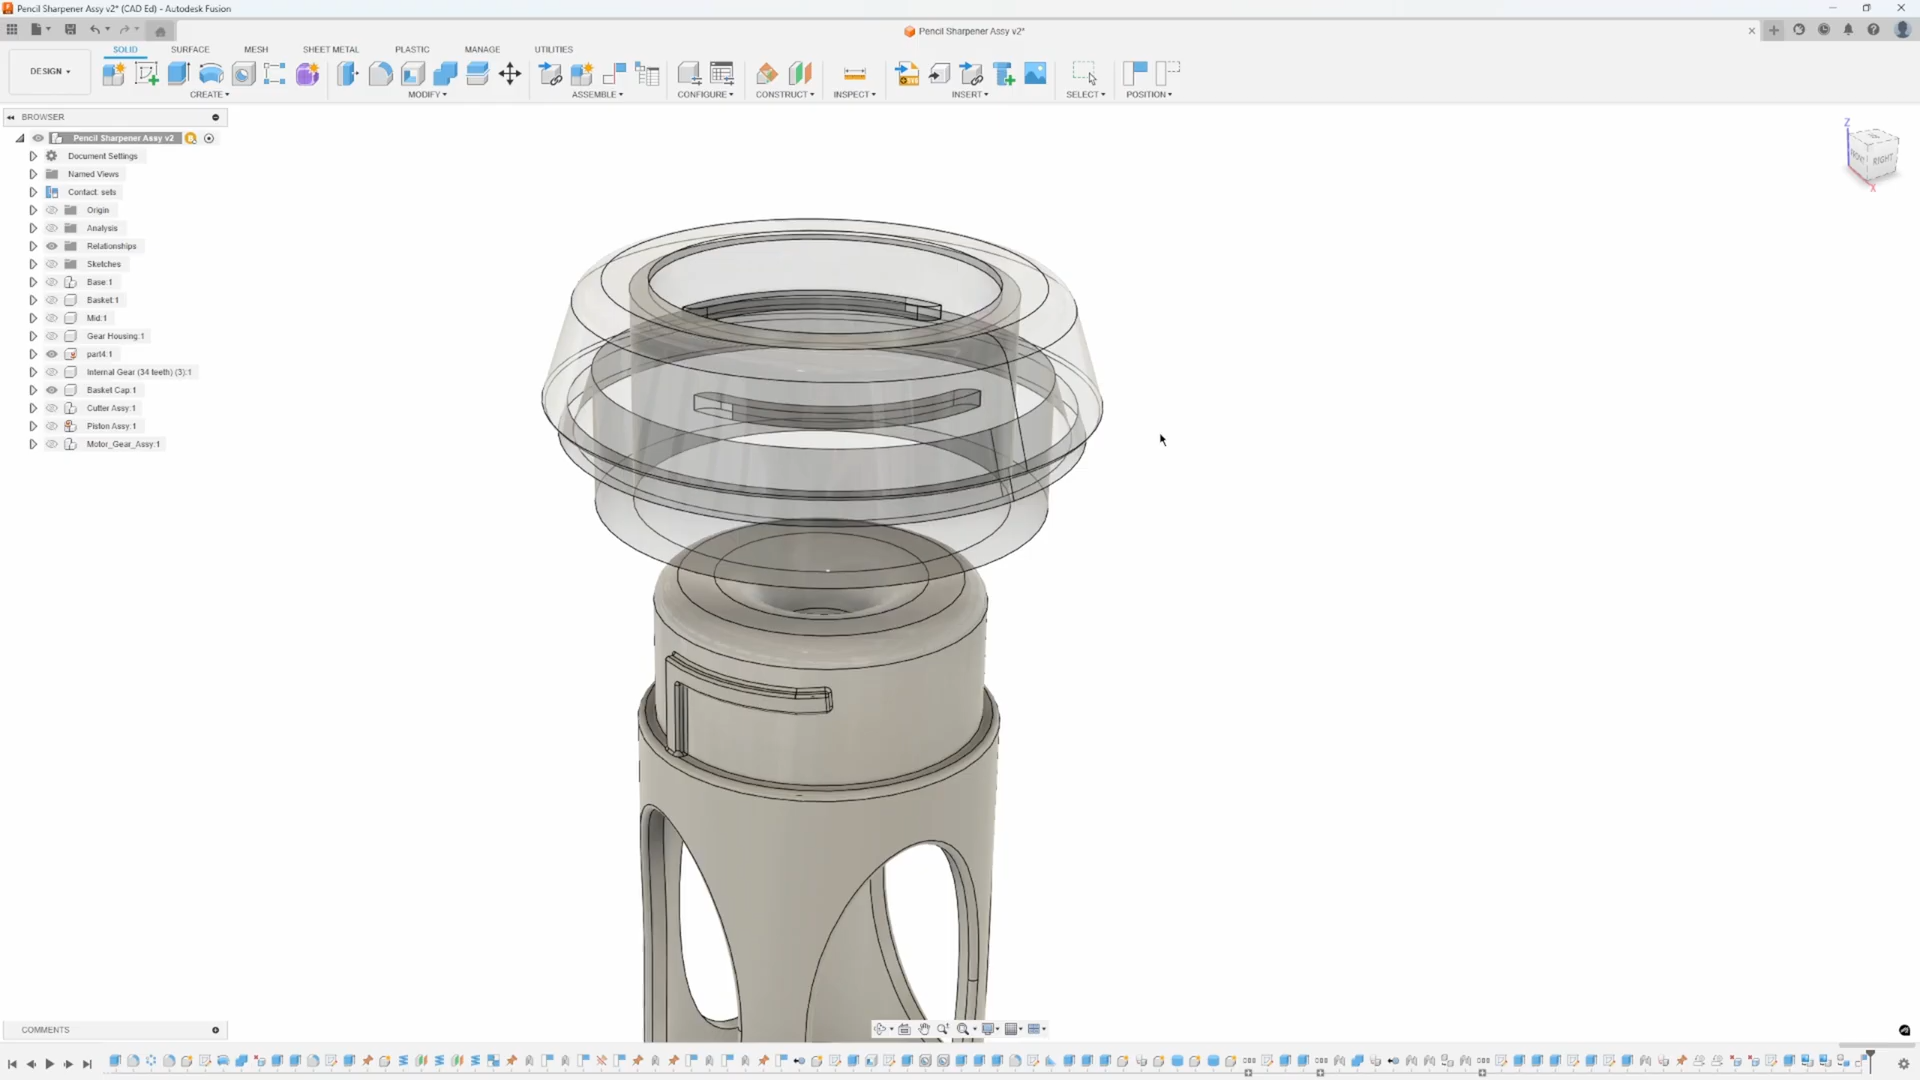 Pencil Sharpener Assy v2* (CAD Ed) - Autodesk Fusion
Pencil Sharpener Assy v2*
SOLID
SURFACE
MESH
SHEET METAL
PLASTIC
MANAGE
UTILITIES
DESIGN
CREATE
MODIFY
ASSEMBLE
CONFIGURE
CONSTRUCT
INSPECT
INSERT
SELECT
POSITION
BROWSER
Pencil Sharpener Assy v2
Document Settings
Named Views
Contact sets
Origin
Analysis
Relationships
Sketches
Base:1
Basket:1
Mid:1
Gear Housing:1
part4:1
Internal Gear (34 teeth) (3):1
Basket Cap:1
Cutter Assy:1
Piston Assy:1
Motor_Gear_Assy:1
Z
RIGHT
X
COMMENTS